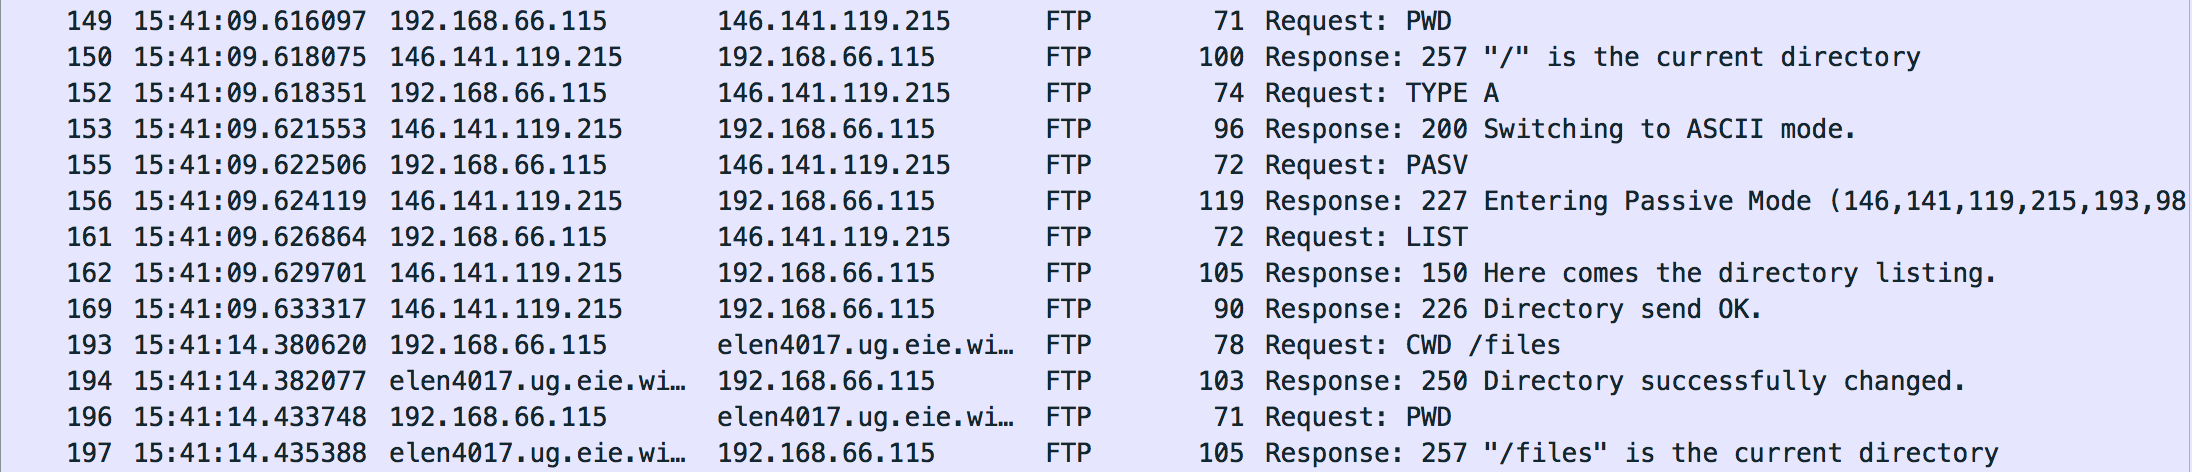 149 15:41:09.616097 192.168.66.115 146.141.119.215 FTP 71 Request: PWD
150 15:41:09.618075 146.141.119.215 192.168.66.115 FTP 100 Response: 257 "/" is the current directory
152 15:41:09.618351 192.168.66.115 146.141.119.215 FTP 74 Request: TYPE A
153 15:41:09.621553 146.141.119.215 192.168.66.115 FTP 96 Response: 200 Switching to ASCII mode.
155 15:41:09.622506 192.168.66.115 146.141.119.215 FTP 72 Request: PASV
156 15:41:09.624119 146.141.119.215 192.168.66.115 FTP 119 Response: 227 Entering Passive Mode (146,141,119,215,193,98
161 15:41:09.626864 192.168.66.115 146.141.119.215 FTP 72 Request: LIST
162 15:41:09.629701 146.141.119.215 192.168.66.115 FTP 105 Response: 150 Here comes the directory listing.
169 15:41:09.633317 146.141.119.215 192.168.66.115 FTP 90 Response: 226 Directory send OK.
193 15:41:14.380620 192.168.66.115 elen4017.ug.eie.wi… FTP 78 Request: CWD /files
194 15:41:14.382077 elen4017.ug.eie.wi… 192.168.66.115 FTP 103 Response: 250 Directory successfully changed.
196 15:41:14.433748 192.168.66.115 elen4017.ug.eie.wi… FTP 71 Request: PWD
197 15:41:14.435388 elen4017.ug.eie.wi… 192.168.66.115 FTP 105 Response: 257 "/files" is the current directory